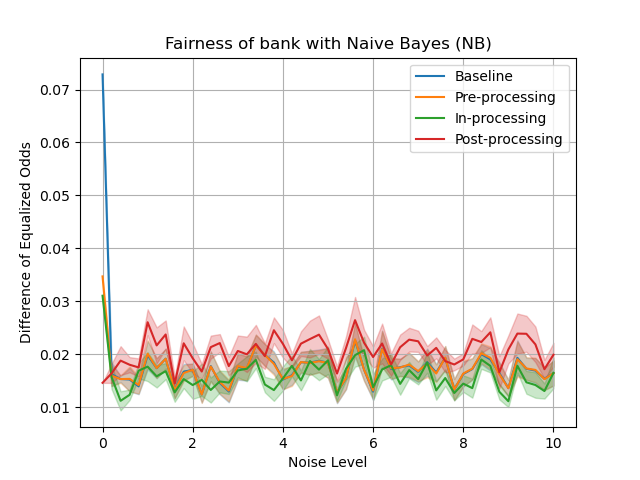 Fairness of bank with Naive Bayes (NB)
Baseline
Pre-processing
In-processing
Post-processing
Difference of Equalized Odds
0.07
0.06
0.05
0.04
0.03
0.02
0.01
0 2 4 6 8 10
Noise Level